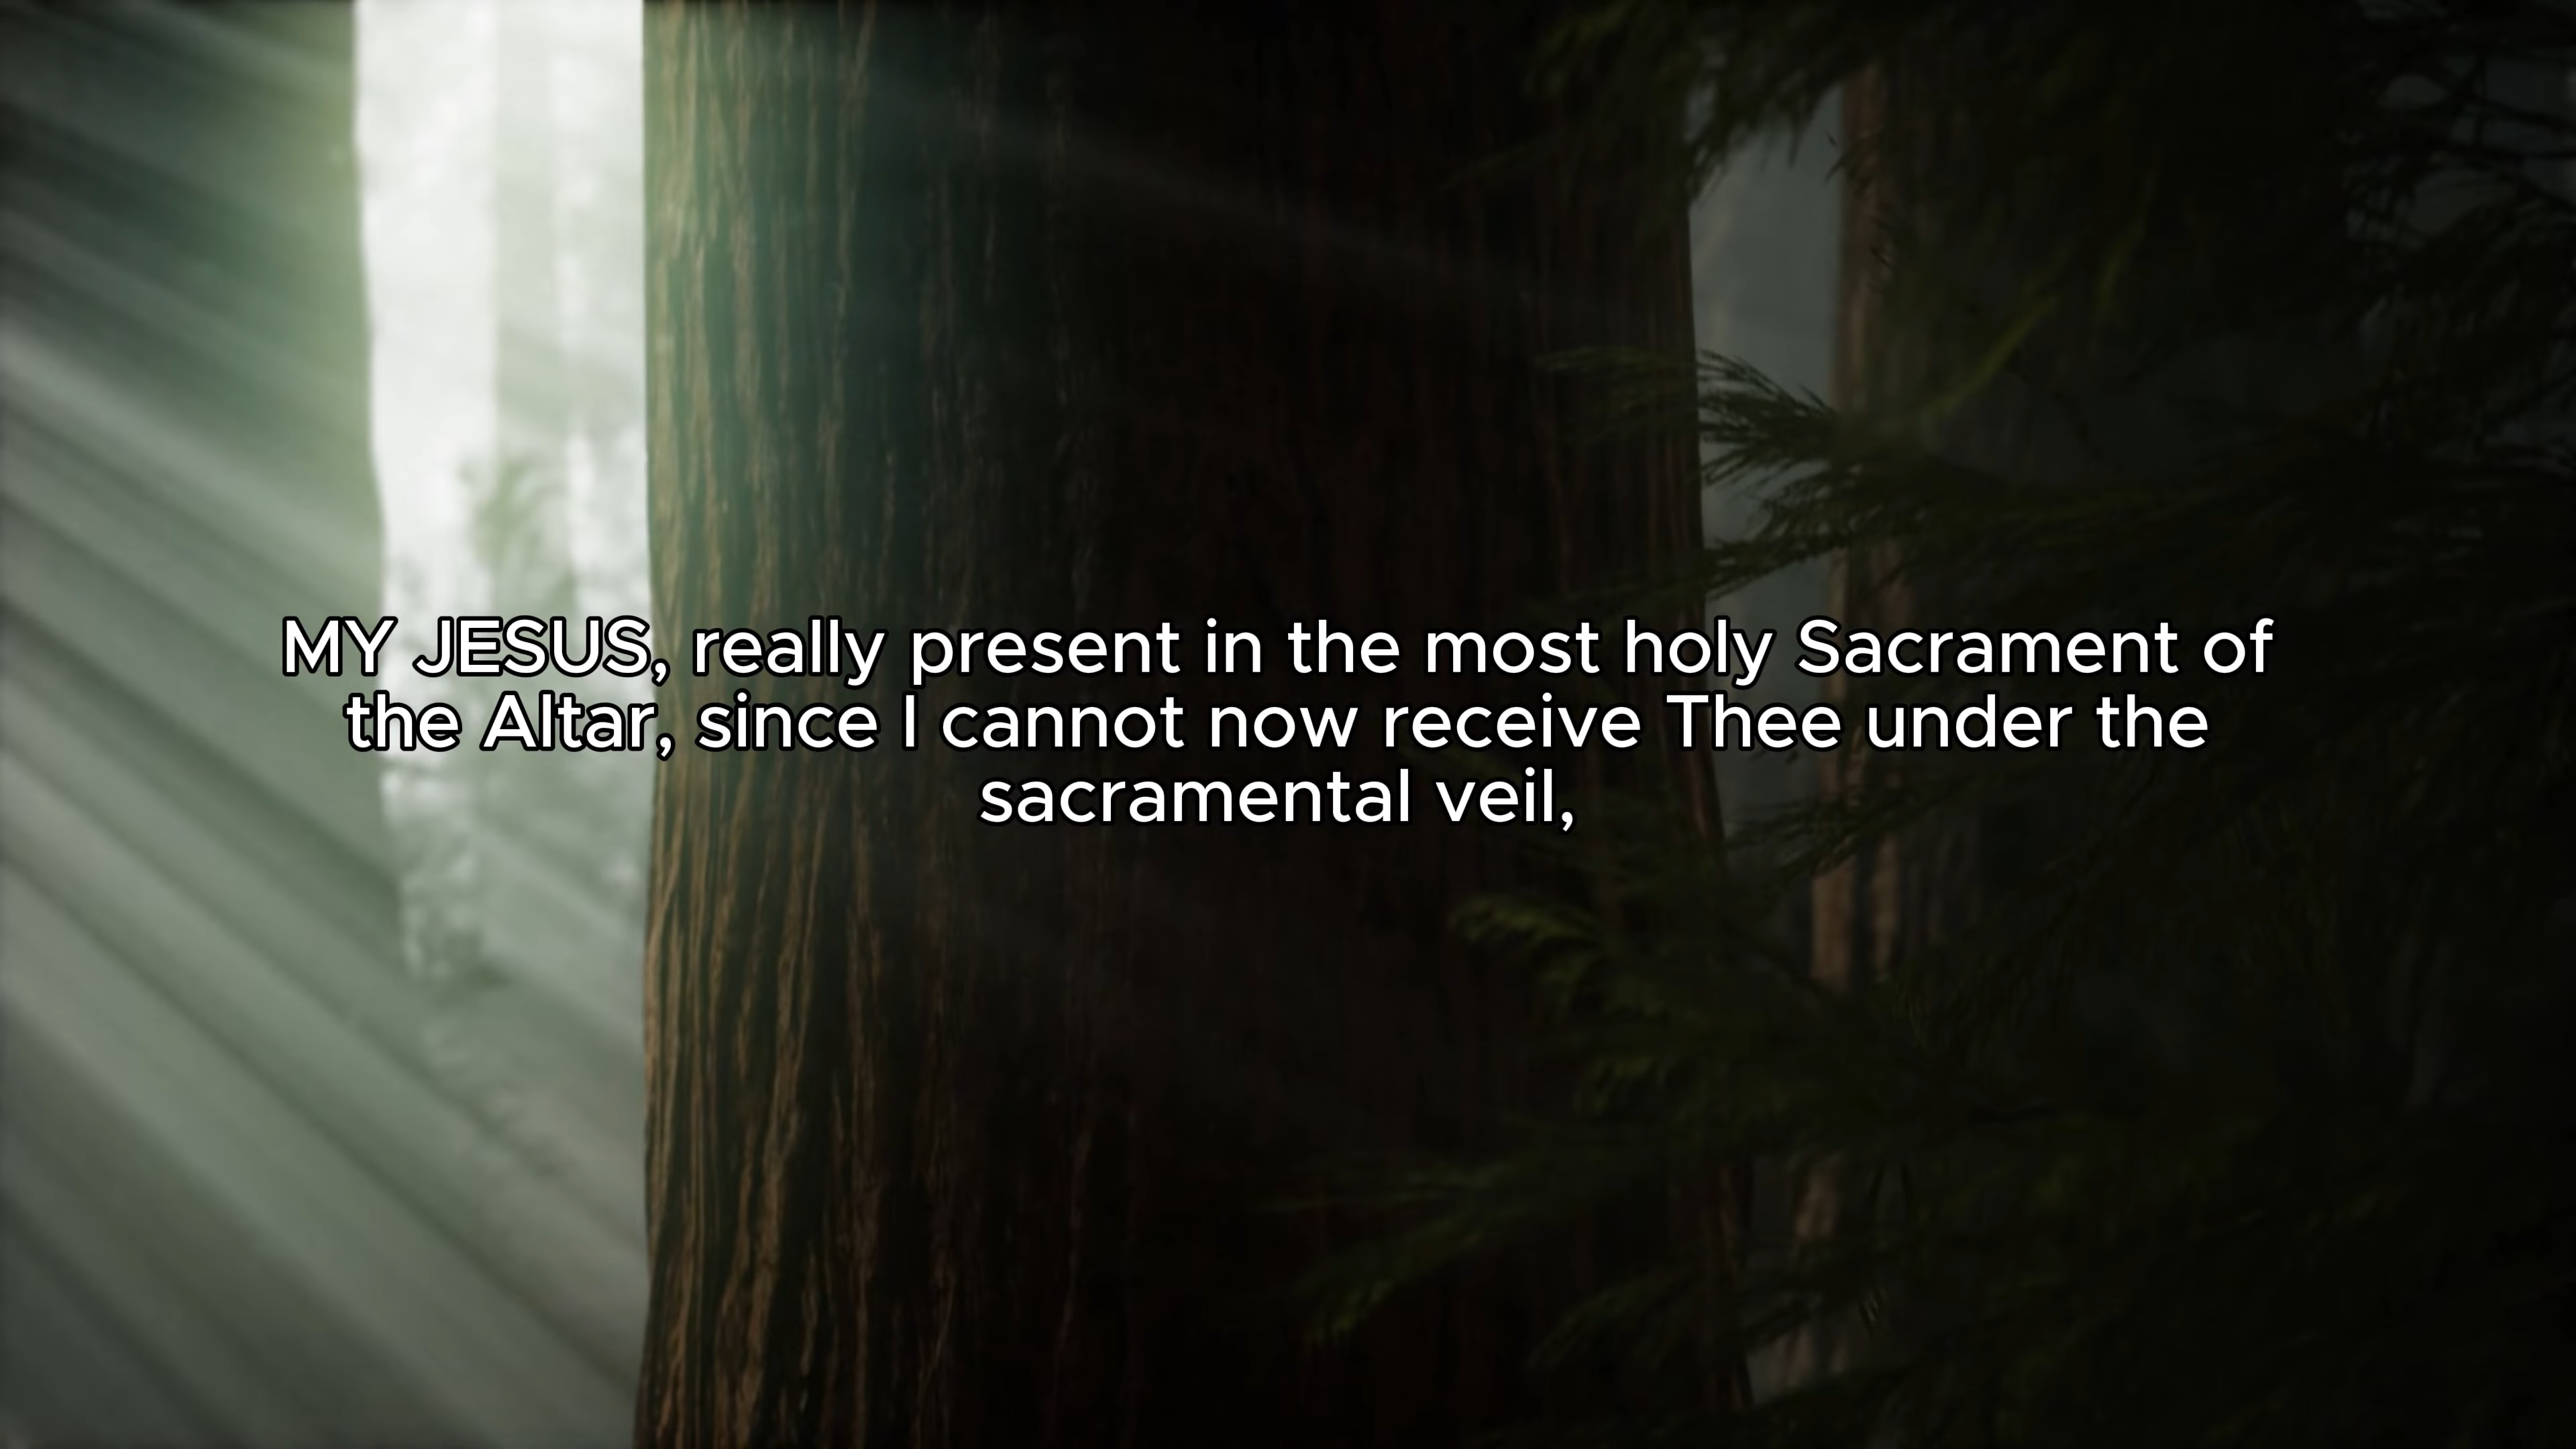 MY JESUS, really present in the most holy Sacrament of
the Altar, since I cannot now receive Thee under the
sacramental veil,